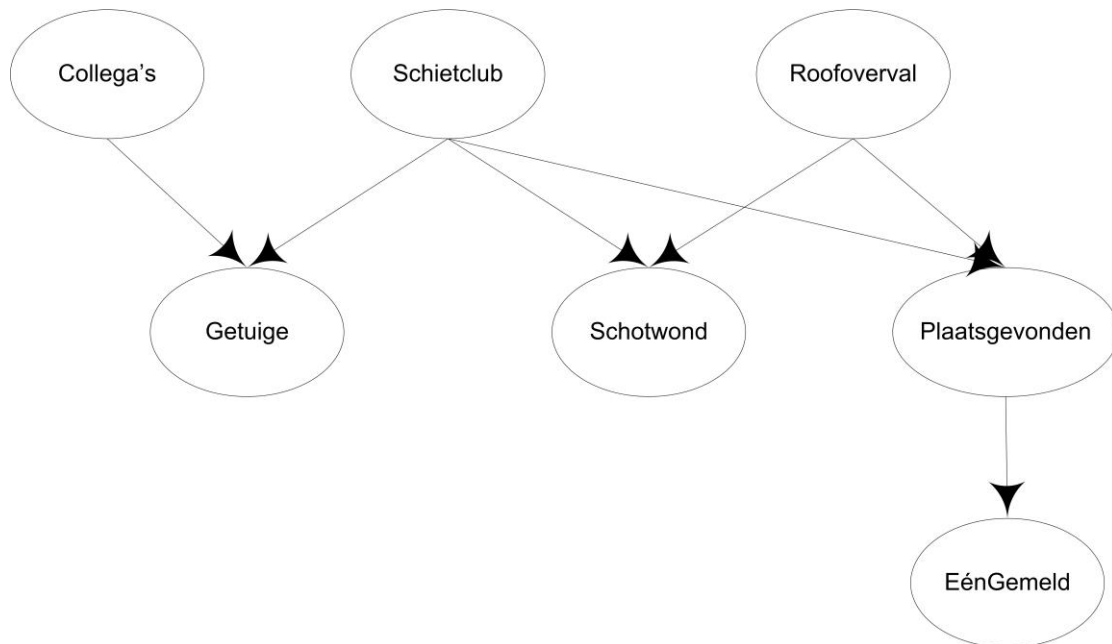 Collega’s
Schietclub
Roofoverval
Getuige
Schotwond
Plaatsgevonden
EénGemeld